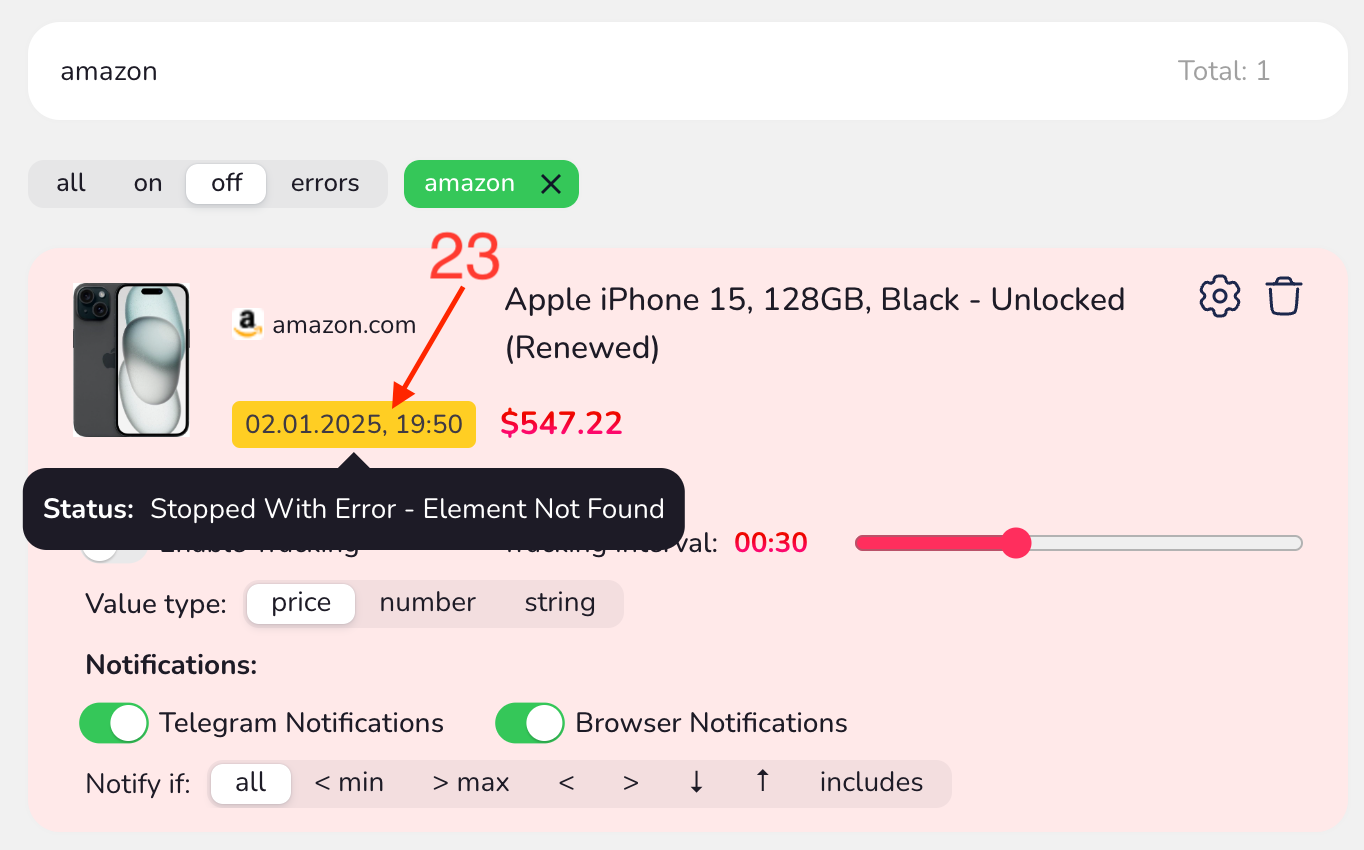 amazon
Total: 1
all on off errors amazon
23
amazon.com
Apple iPhone 15, 128GB, Black - Unlocked
(Renewed)
02.01.2025, 19:50 $547.22
Status: Stopped With Error - Element Not Found
Enable Tracking
Tracking Interval: 00:30
Value type: price number string
Notifications:
Telegram Notifications Browser Notifications
Notify if: all < min > max < > ↓ ↑ includes